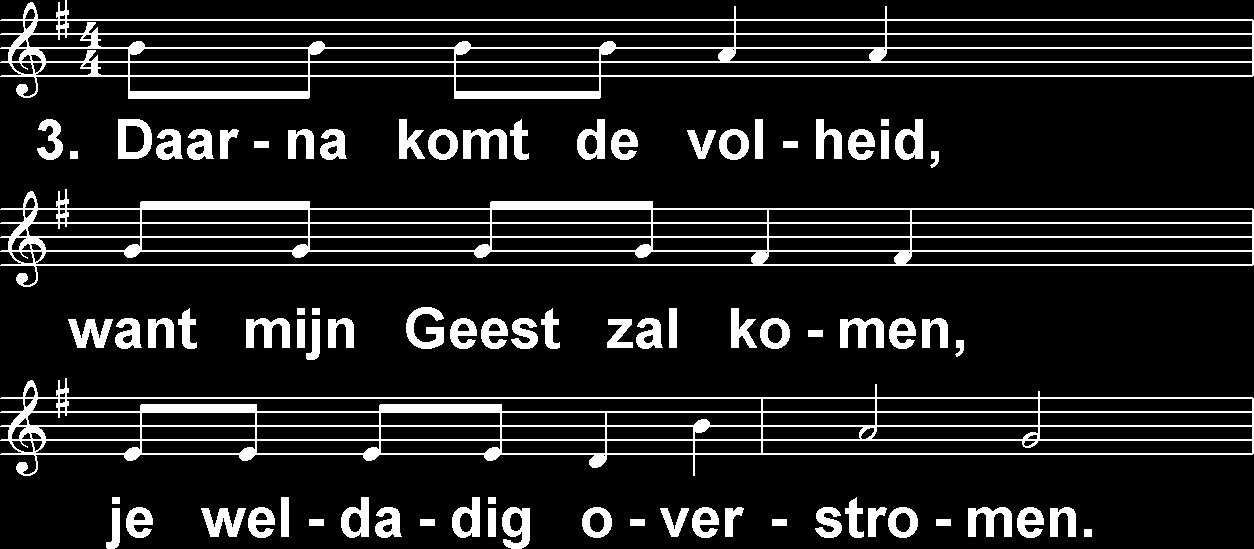 3. Daar - na komt de vol - heid,
want mijn Geest zal ko - men,
je wel - da - dig o - ver - stro - men.